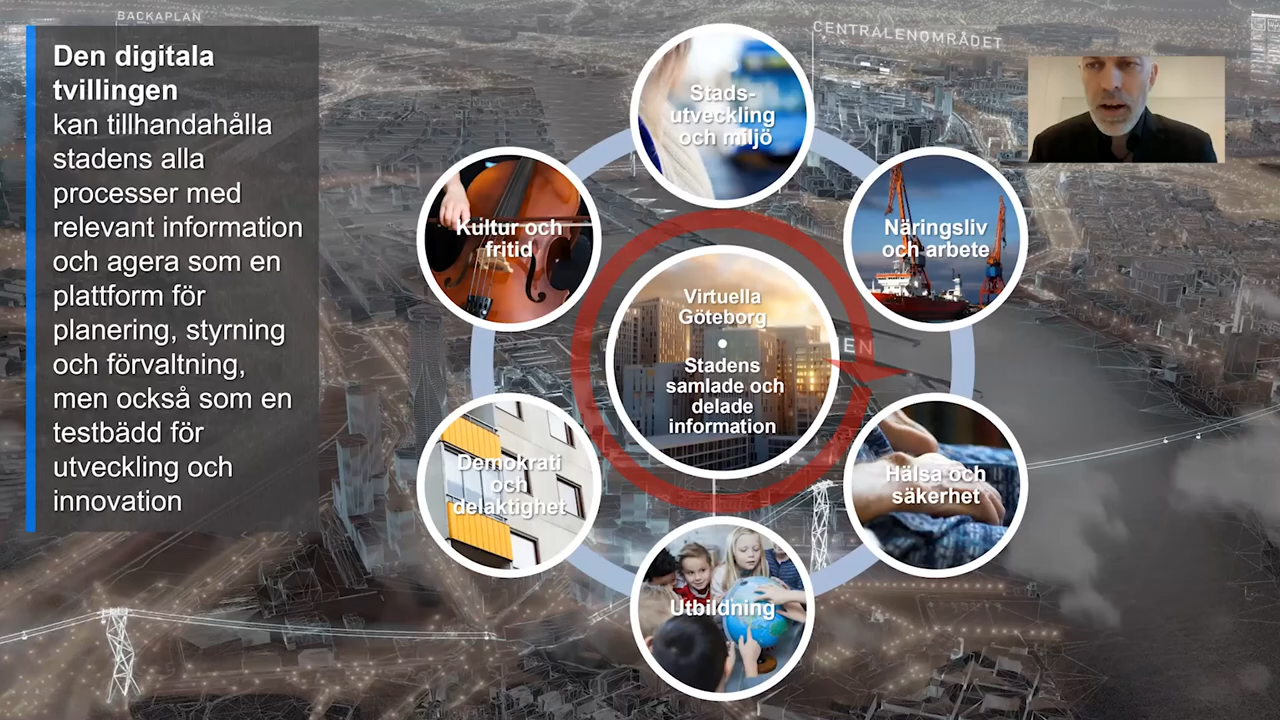 BACKAPLAN
CENTRALENOMRÅDET
Den digitala
tvillingen
kan tillhandahålla
stadens alla
processer med
relevant information
och agera som en
plattform för
planering, styrning
och förvaltning,
men också som en
testbädd för
utveckling och
innovation
Stads-
utveckling
och miljö
Kultur och
fritid
Näringsliv
och arbete
Virtuella
Göteborg
Stadens
samlade och
delade
information
Demokrati
och
delaktighet
Hälsa och
säkerhet
Utbildning